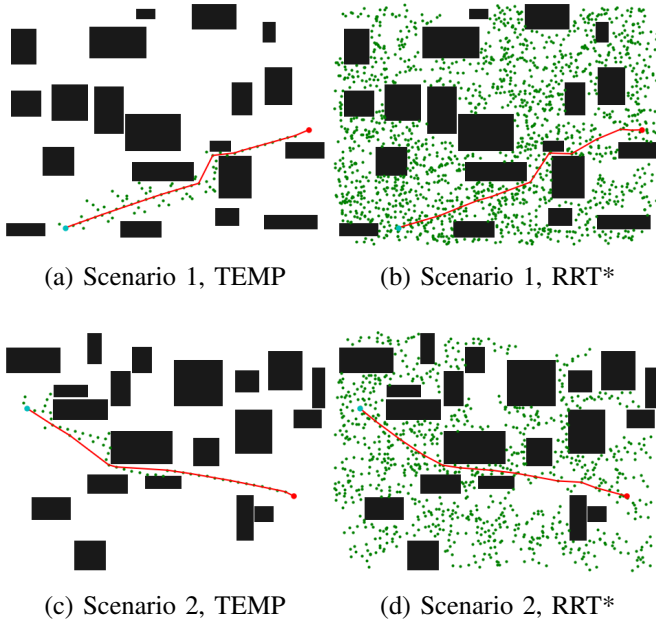 (a) Scenario 1, TEMP
(b) Scenario 1, RRT*
(c) Scenario 2, TEMP
(d) Scenario 2, RRT*